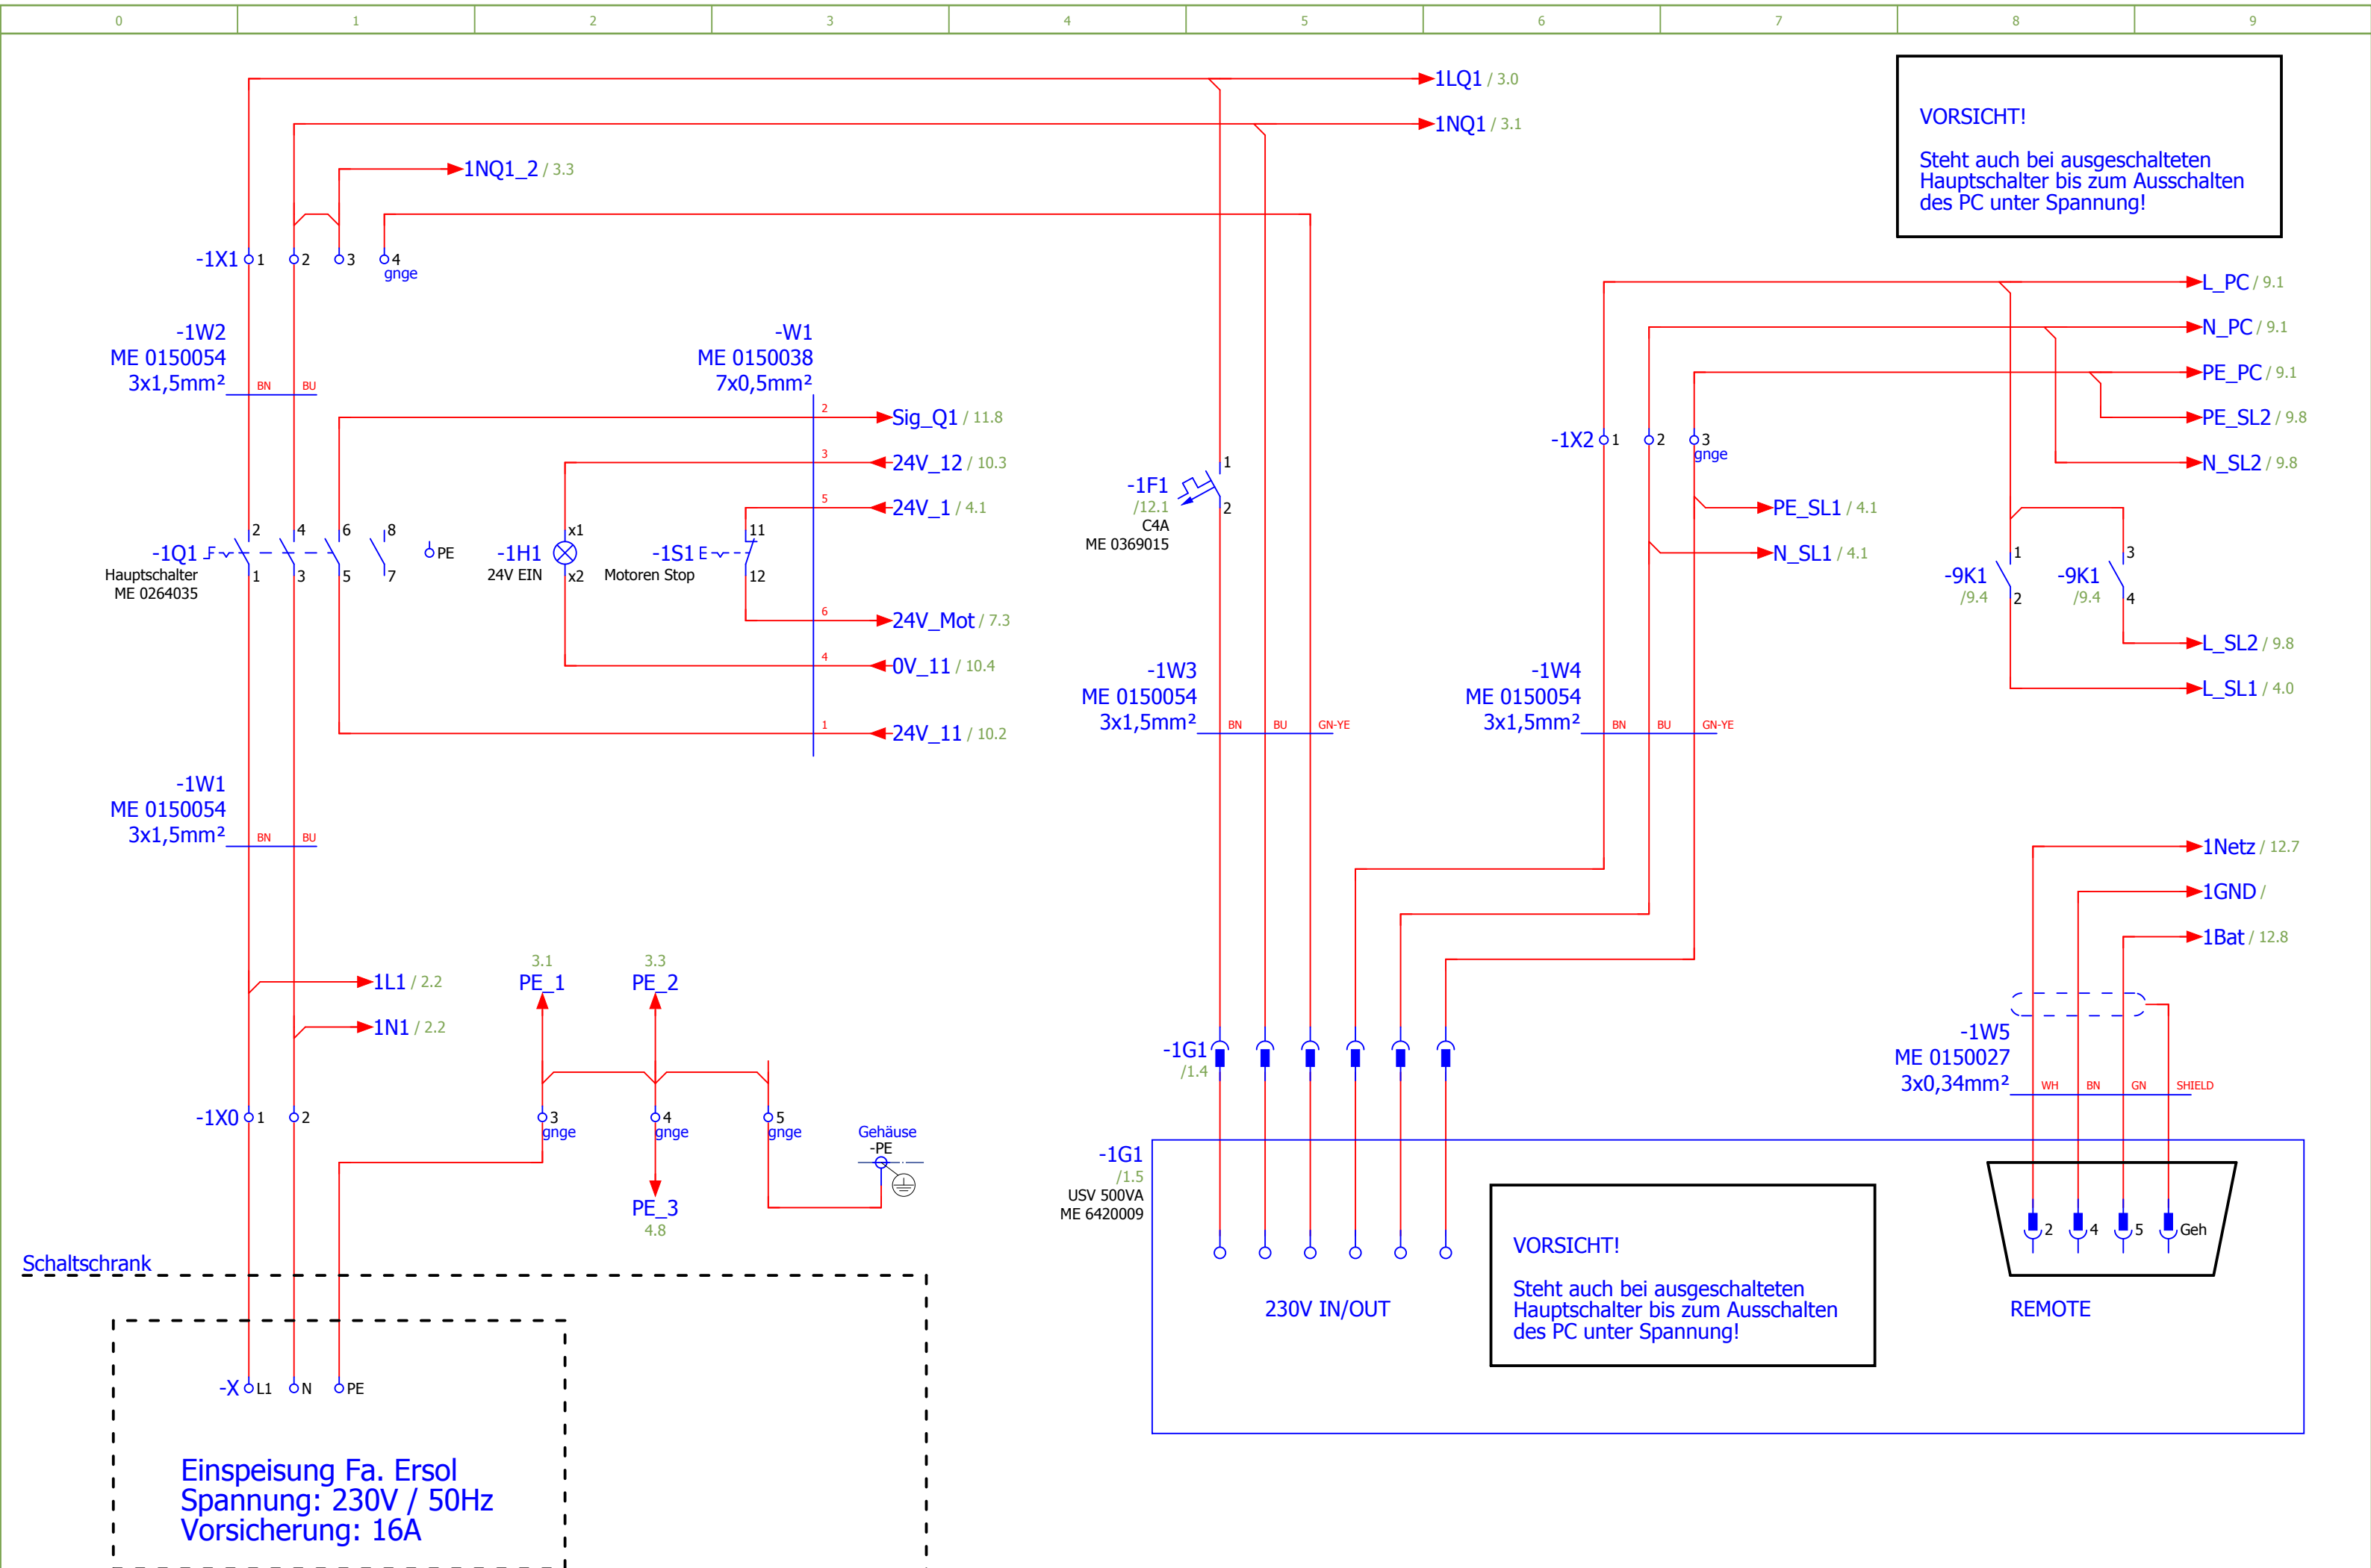 0 1 2 3 4 5 6 7 8 9
1LQ1 / 3.0
1NQ1 / 3.1
1NQ1_2 / 3.3
VORSICHT!
Steht auch bei ausgeschalteten
Hauptschalter bis zum Ausschalten
des PC unter Spannung!
-1X1 1 2 3 4
gnge
-1W2
ME 0150054
3x1,5mm²
BN BU
-W1
ME 0150038
7x0,5mm²
2 Sig_Q1 / 11.8
3 24V_12 / 10.3
5 24V_1 / 4.1
6 24V_Mot / 7.3
4 0V_11 / 10.4
1 24V_11 / 10.2
-1Q1
Hauptschalter
ME 0264035
2 4 6 8
1 3 5 7
PE
-1H1
24V EIN
x1
x2
-1S1
Motoren Stop
11
12
-1F1
/12.1
C4A
ME 0369015
1
2
L_PC / 9.1
N_PC / 9.1
PE_PC / 9.1
PE_SL2 / 9.8
N_SL2 / 9.8
-1X2 1 2 3
gnge
PE_SL1 / 4.1
N_SL1 / 4.1
-9K1
/9.4
1
2
-9K1
/9.4
3
4
L_SL2 / 9.8
L_SL1 / 4.0
-1W3
ME 0150054
3x1,5mm²
BN BU GN-YE
-1W4
ME 0150054
3x1,5mm²
BN BU GN-YE
-1W1
ME 0150054
3x1,5mm²
BN BU
1Netz / 12.7
1GND /
1Bat / 12.8
1L1 / 2.2
1N1 / 2.2
3.1
PE_1
3.3
PE_2
-1X0 1 2 3 4 5
gnge gnge gnge
Gehäuse
-PE
PE_3
4.8
-1G1
/1.4
-1W5
ME 0150027
3x0,34mm²
WH BN GN SHIELD
-1G1
/1.5
USV 500VA
ME 6420009
230V IN/OUT
VORSICHT!
Steht auch bei ausgeschalteten
Hauptschalter bis zum Ausschalten
des PC unter Spannung!
2 4 5 Geh
REMOTE
Schaltschrank
-X L1 N PE
Einspeisung Fa. Ersol
Spannung: 230V / 50Hz
Vorsicherung: 16A